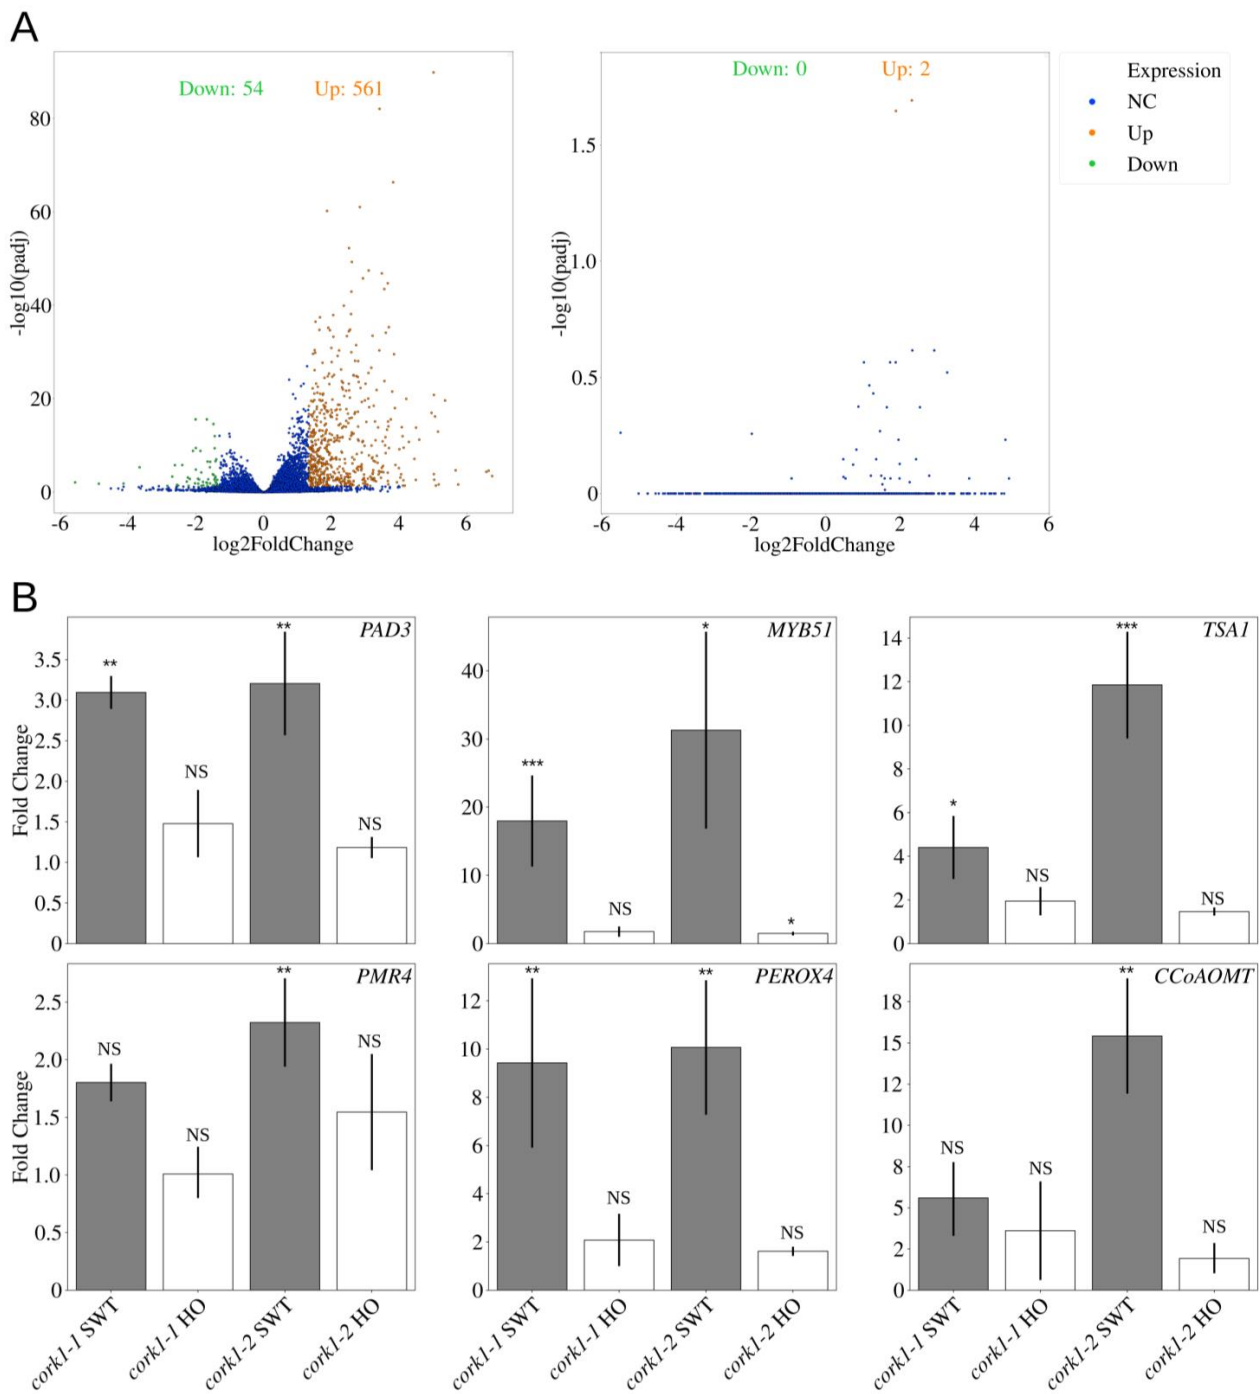 A
Down: 54 Up: 561
-log10(padj)
80
60
40
20
0
-6 -4 -2 0 2 4 6
log2FoldChange
Down: 0 Up: 2
-log10(padj)
1.5
1.0
0.5
0
-6 -4 -2 0 2 4 6
log2FoldChange
Expression
NC
Up
Down
B
PAD3
Fold Change
3.5
3.0
2.5
2.0
1.5
1.0
0.5
0
** NS ** NS
MYB51
40
30
20
10
0
*** NS * *
TSA1
14
12
10
8
6
4
2
0
* NS *** NS
PMR4
Fold Change
2.5
2.0
1.5
1.0
0.5
0
NS NS ** NS
cork1-1 SWT
cork1-1 HO
cork1-2 SWT
cork1-2 HO
PEROX4
12
10
8
6
4
2
0
** NS ** NS
cork1-1 SWT
cork1-1 HO
cork1-2 SWT
cork1-2 HO
CCoAOMT
18
15
12
10
8
5
2
0
NS NS ** NS
cork1-1 SWT
cork1-1 HO
cork1-2 SWT
cork1-2 HO